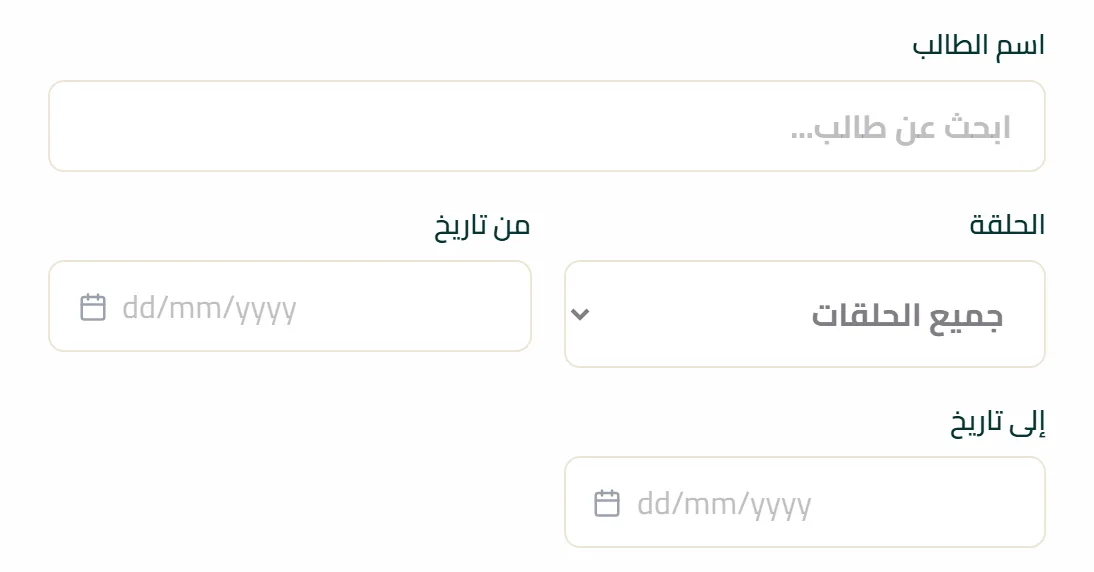 اسم الطالب
ابحث عن طالب...
الحلقة
جميع الحلقات
من تاريخ
dd/mm/yyyy
إلى تاريخ
dd/mm/yyyy